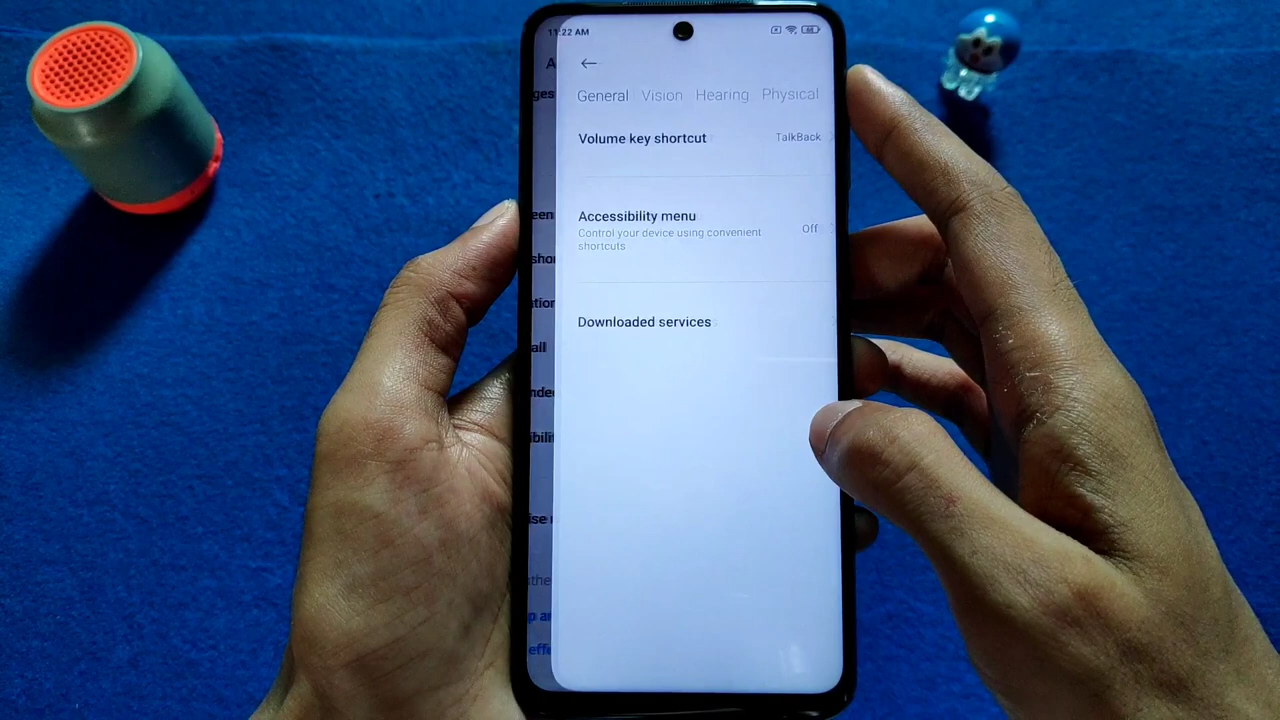 11:22 AM
68
General Vision Hearing Physical
Volume key shortcut TalkBack
Accessibility menu
Control your device using convenient Off
shortcuts
Downloaded services